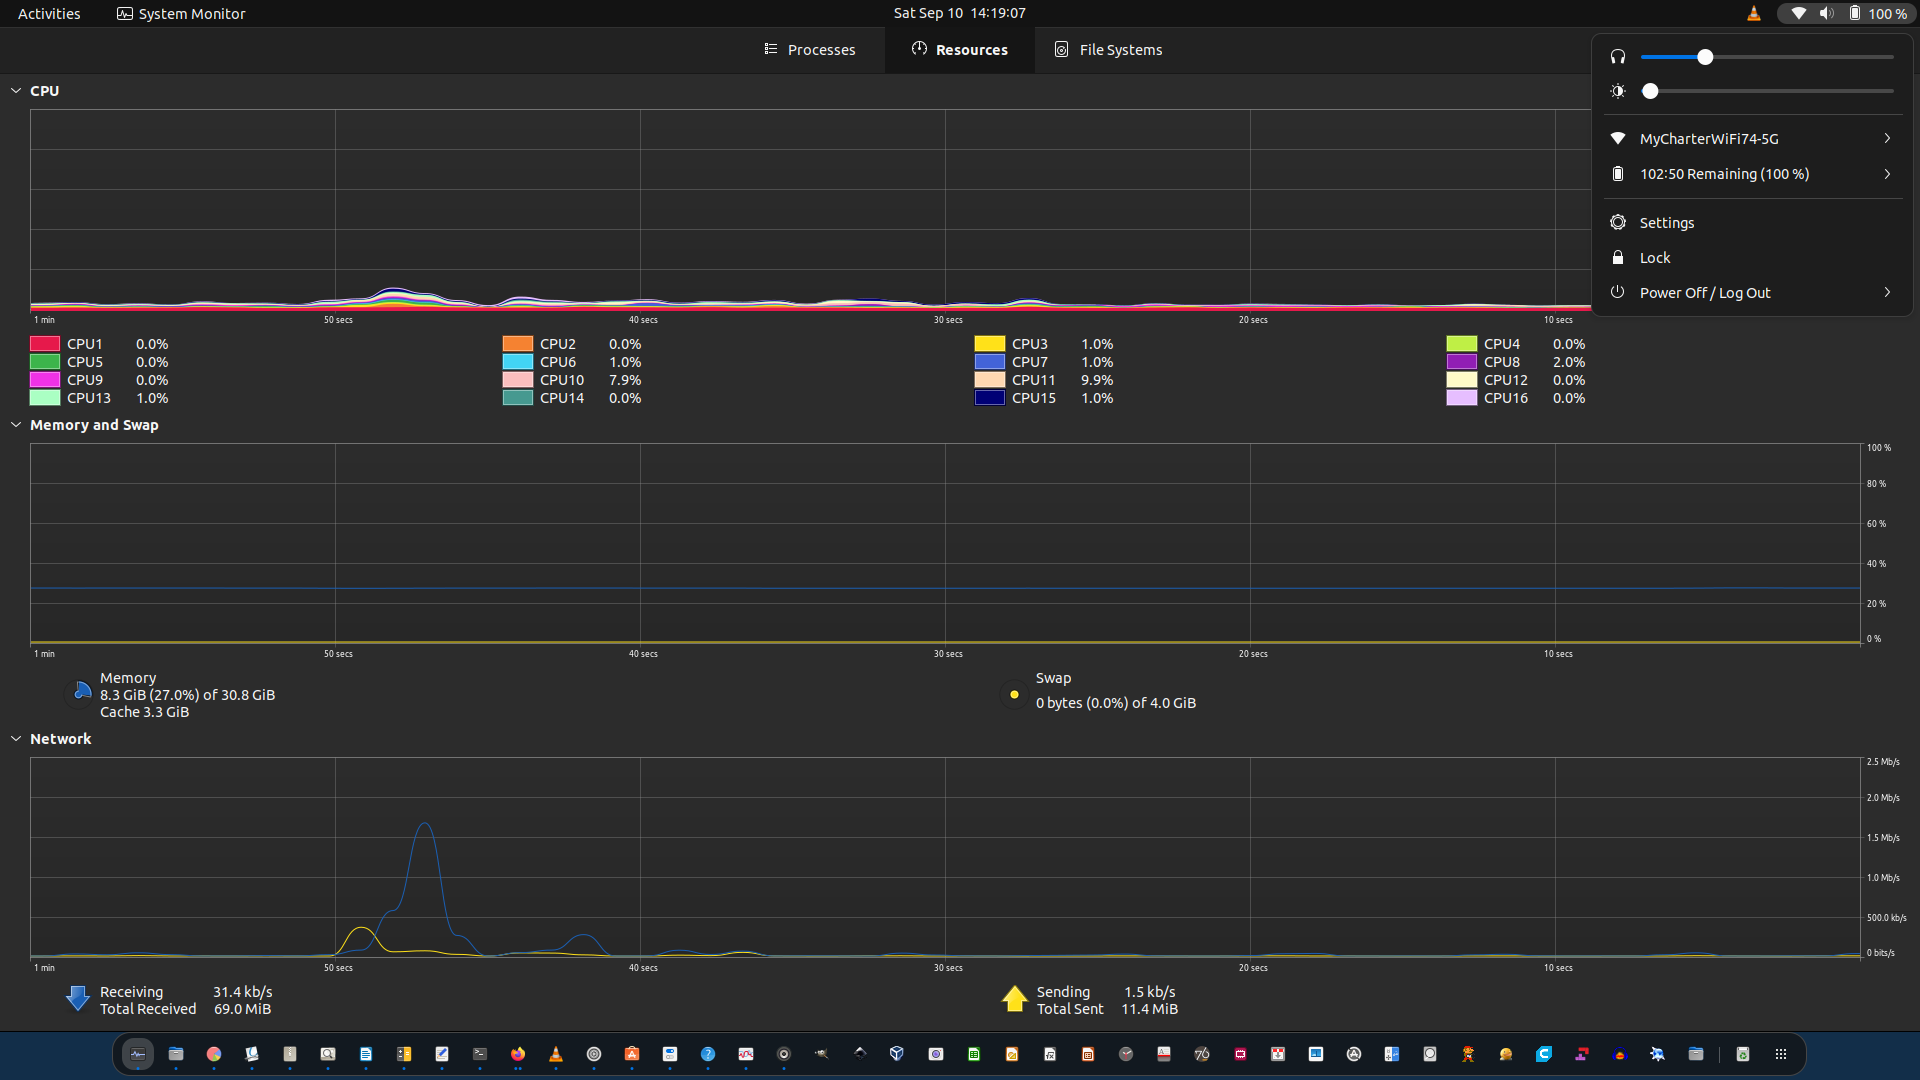 Activities
System Monitor
Sat Sep 10 14:19:07
100 %
Processes
Resources
File Systems
CPU
MyCharterWiFi74-5G
102:50 Remaining (100 %)
Settings
Lock
Power Off / Log Out
1 min 50 secs 40 secs 30 secs 20 secs 10 secs
CPU1 0.0% CPU2 0.0% CPU3 1.0% CPU4 0.0%
CPU5 0.0% CPU6 1.0% CPU7 1.0% CPU8 2.0%
CPU9 0.0% CPU10 7.9% CPU11 9.9% CPU12 0.0%
CPU13 1.0% CPU14 0.0% CPU15 1.0% CPU16 0.0%
Memory and Swap
100 %
80 %
60 %
40 %
20 %
0 %
1 min 50 secs 40 secs 30 secs 20 secs 10 secs
Memory
8.3 GiB (27.0%) of 30.8 GiB
Cache 3.3 GiB
Swap
0 bytes (0.0%) of 4.0 GiB
Network
2.5 Mb/s
2.0 Mb/s
1.5 Mb/s
1.0 Mb/s
500.0 kb/s
0 bits/s
1 min 50 secs 40 secs 30 secs 20 secs 10 secs
Receiving 31.4 kb/s
Total Received 69.0 MiB
Sending 1.5 kb/s
Total Sent 11.4 MiB
76